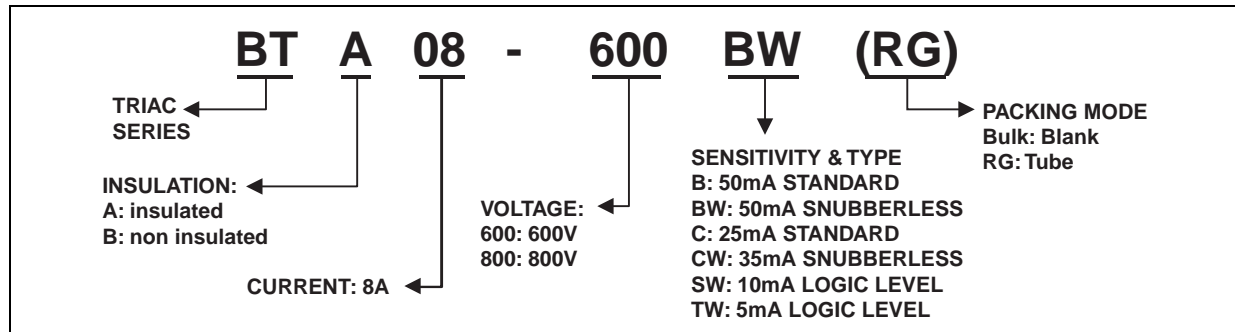 BT A 08 - 600 BW (RG)
TRIAC
SERIES
INSULATION:
A: insulated
B: non insulated
CURRENT: 8A
VOLTAGE:
600: 600V
800: 800V
SENSITIVITY & TYPE
B: 50mA STANDARD
BW: 50mA SNUBBERLESS
C: 25mA STANDARD
CW: 35mA SNUBBERLESS
SW: 10mA LOGIC LEVEL
TW: 5mA LOGIC LEVEL
PACKING MODE
Bulk: Blank
RG: Tube